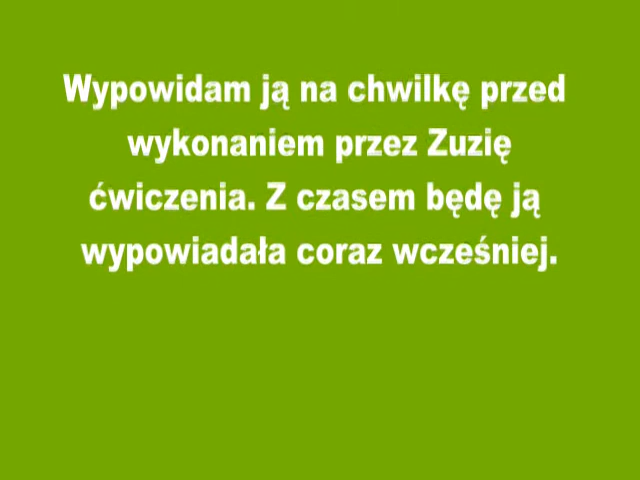 Wypowidam ją na chwilkę przed
wykonaniem przez Zuzię
ćwiczenia. Z czasem będę ją
wypowiadała coraz wcześniej.